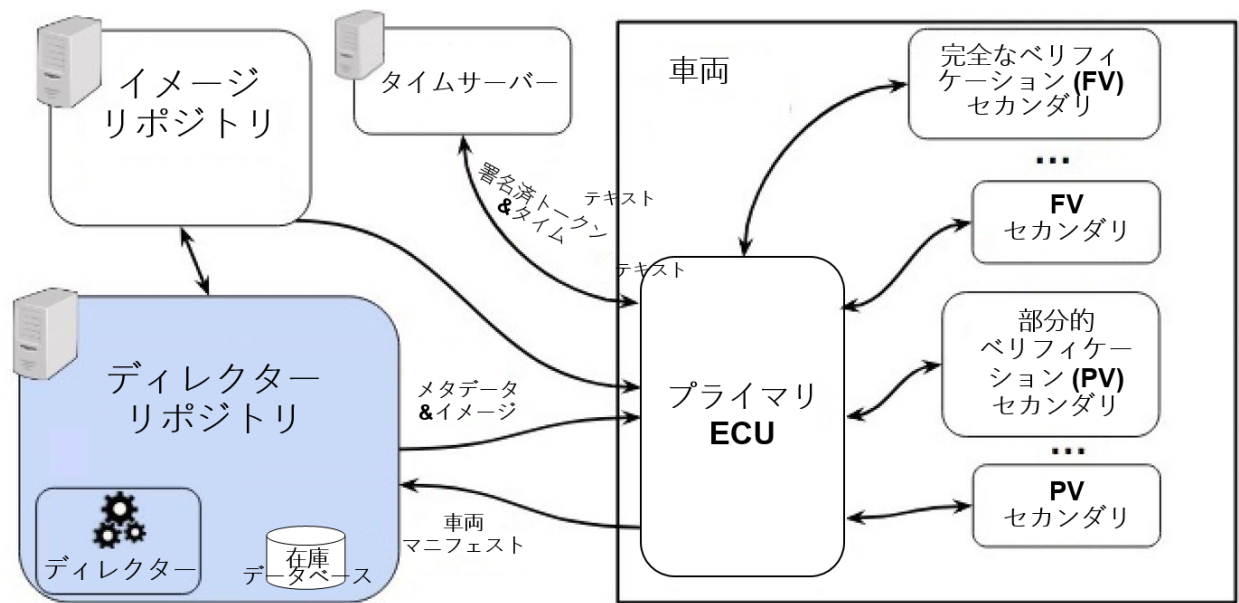 イメージ
リポジトリ
タイムサーバー
車両
完全なベリフィ
ケーション (FV)
セカンダリ
...
FV
セカンダリ
署名済トークン
&タイム
テキスト
テキスト
部分的
ベリフィケー
ション (PV)
セカンダリ
...
PV
セカンダリ
プライマリ
ECU
ディレクター
リポジトリ
メタデータ
&イメージ
車両
マニフェスト
ディレクター
在庫
データベース